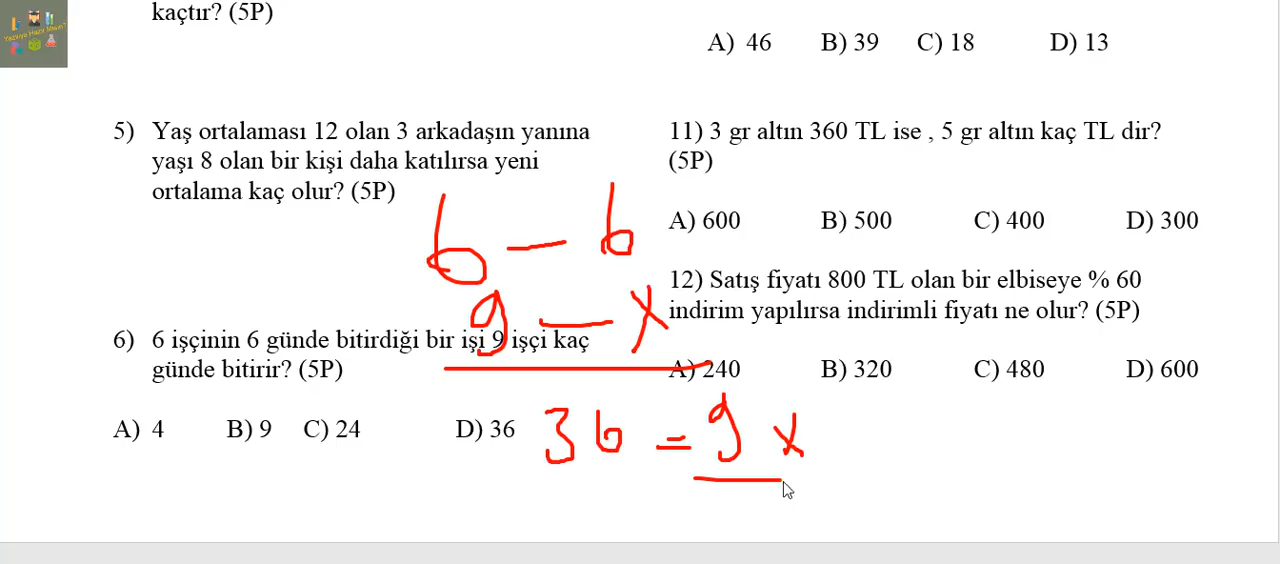 Yazılıya Hazır Mısın?
kaçtır? (5P)
5) Yaş ortalaması 12 olan 3 arkadaşın yanına
yaşı 8 olan bir kişi daha katılırsa yeni
ortalama kaç olur? (5P)
6 — 6
9 — x
6) 6 işçinin 6 günde bitirdiği bir işi 9 işçi kaç
günde bitirir? (5P)
A) 4 B) 9 C) 24 D) 36
36 = 9 x
A) 46 B) 39 C) 18 D) 13
11) 3 gr altın 360 TL ise , 5 gr altın kaç TL dir?
(5P)
A) 600 B) 500 C) 400 D) 300
12) Satış fiyatı 800 TL olan bir elbiseye % 60
indirim yapılırsa indirimli fiyatı ne olur? (5P)
A) 240 B) 320 C) 480 D) 600